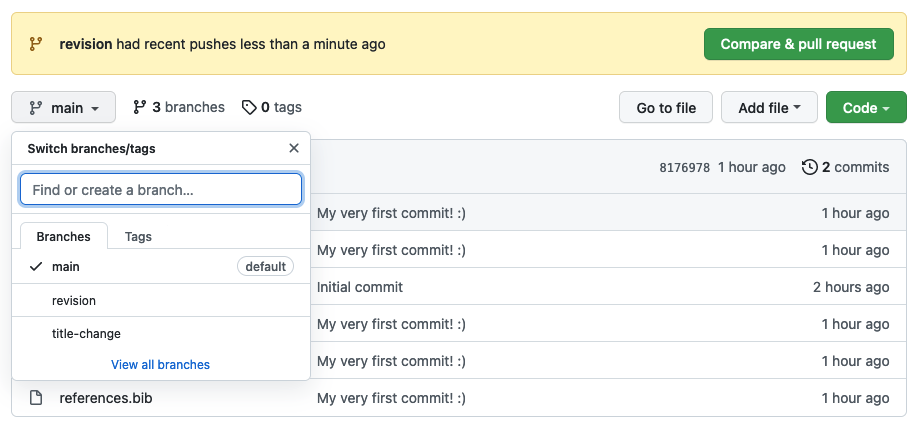 revision had recent pushes less than a minute ago
Compare & pull request
main
3 branches
0 tags
Go to file
Add file
Code
Switch branches/tags
Find or create a branch...
Branches
Tags
main
default
revision
title-change
View all branches
8176978 1 hour ago
2 commits
My very first commit! :)
1 hour ago
My very first commit! :)
1 hour ago
Initial commit
2 hours ago
My very first commit! :)
1 hour ago
My very first commit! :)
1 hour ago
references.bib
My very first commit! :)
1 hour ago